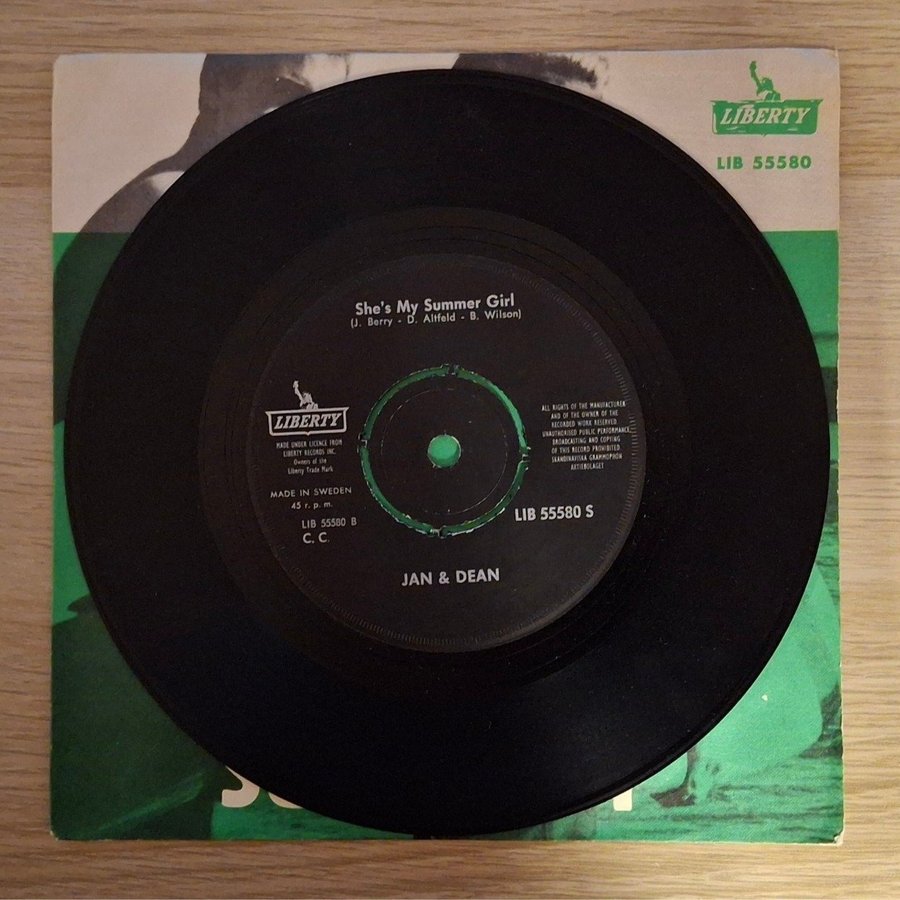 LIBERTY
LIB 55580
She's My Summer Girl
(J. Berry - D. Altfeld - B. Wilson)
LIBERTY
MADE UNDER LICENCE FROM
LIBERTY RECORDS INC.
Owners of the
Liberty Trade Mark
MADE IN SWEDEN
45 r. p. m.
LIB 55580 B
C. C.
ALL RIGHTS OF THE MANUFACTURER
AND OF THE OWNER OF THE
RECORDED WORK RESERVED
UNAUTHORISED PUBLIC PERFORMANCE,
BROADCASTING AND COPYING
OF THIS RECORD PROHIBITED
SKANDINAVISKA GRAMMOPHON
AKTIEBOLAGET
LIB 55580 S
JAN & DEAN